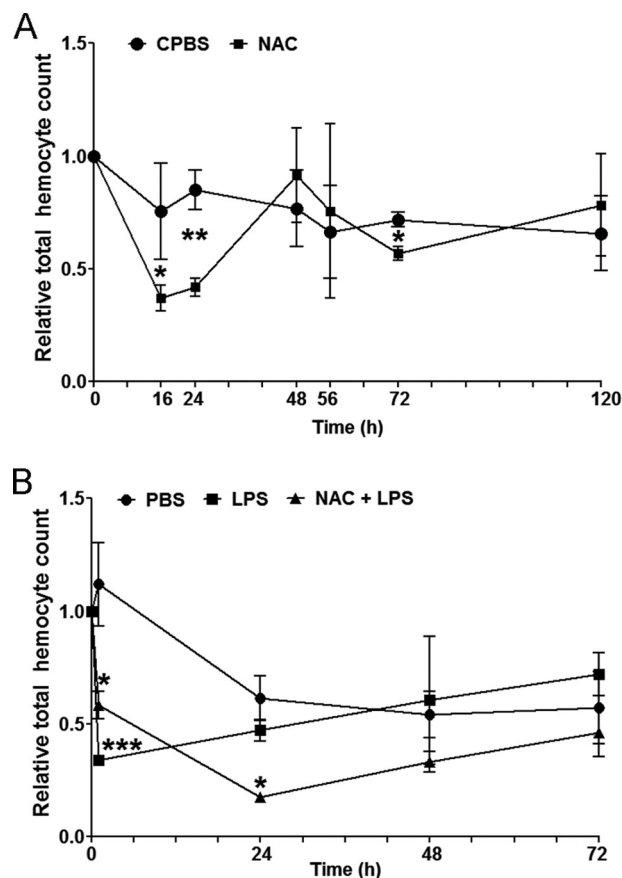 A
CPBS NAC
Relative total hemocyte count
1.5
1.0
0.5
0.0
*
**
*
0 16 24 48 56 72 120
Time (h)
B
PBS LPS NAC + LPS
Relative total hemocyte count
1.5
1.0
0.5
0.0
*
***
*
0 24 48 72
Time (h)